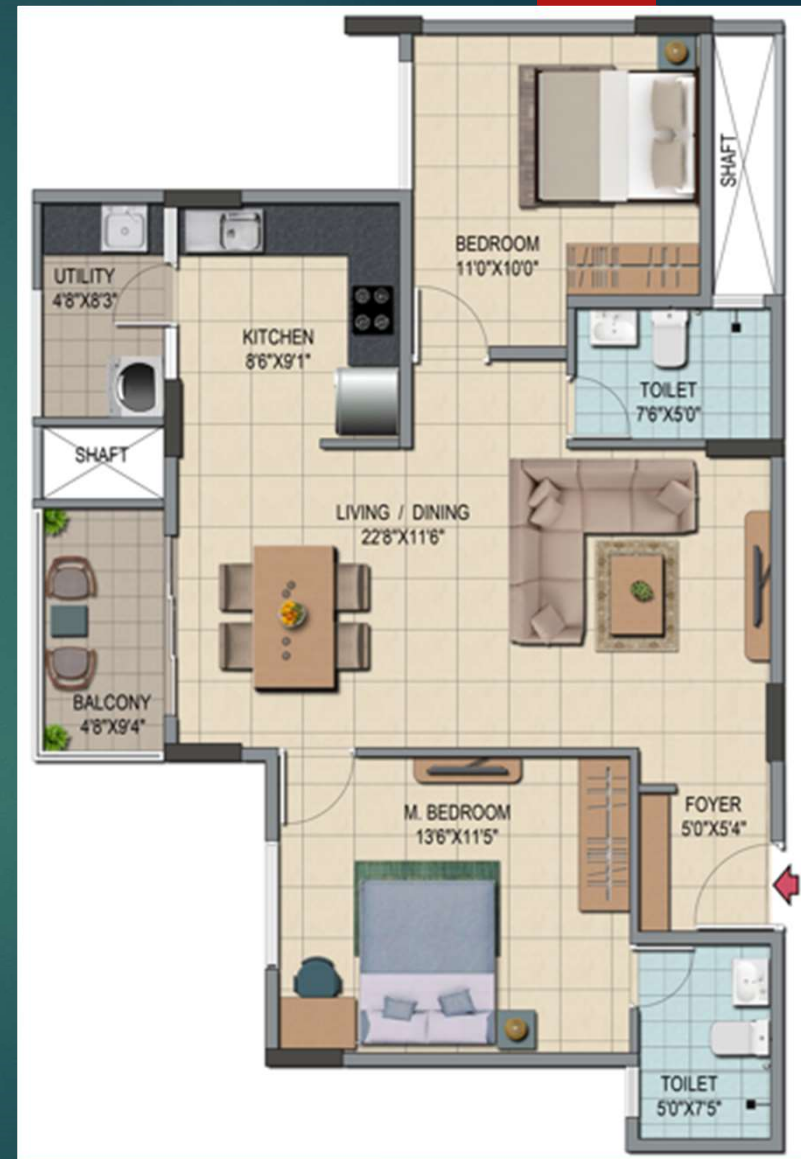 SHAFT
BEDROOM
11'0"X10'0"
UTILITY
4'8"X8'3"
KITCHEN
8'6"X9'1"
TOILET
7'6"X5'0"
SHAFT
LIVING / DINING
22'8"X11'6"
BALCONY
4'8"X9'4"
M. BEDROOM
13'6"X11'5"
FOYER
5'0"X5'4"
TOILET
5'0"X7'5"